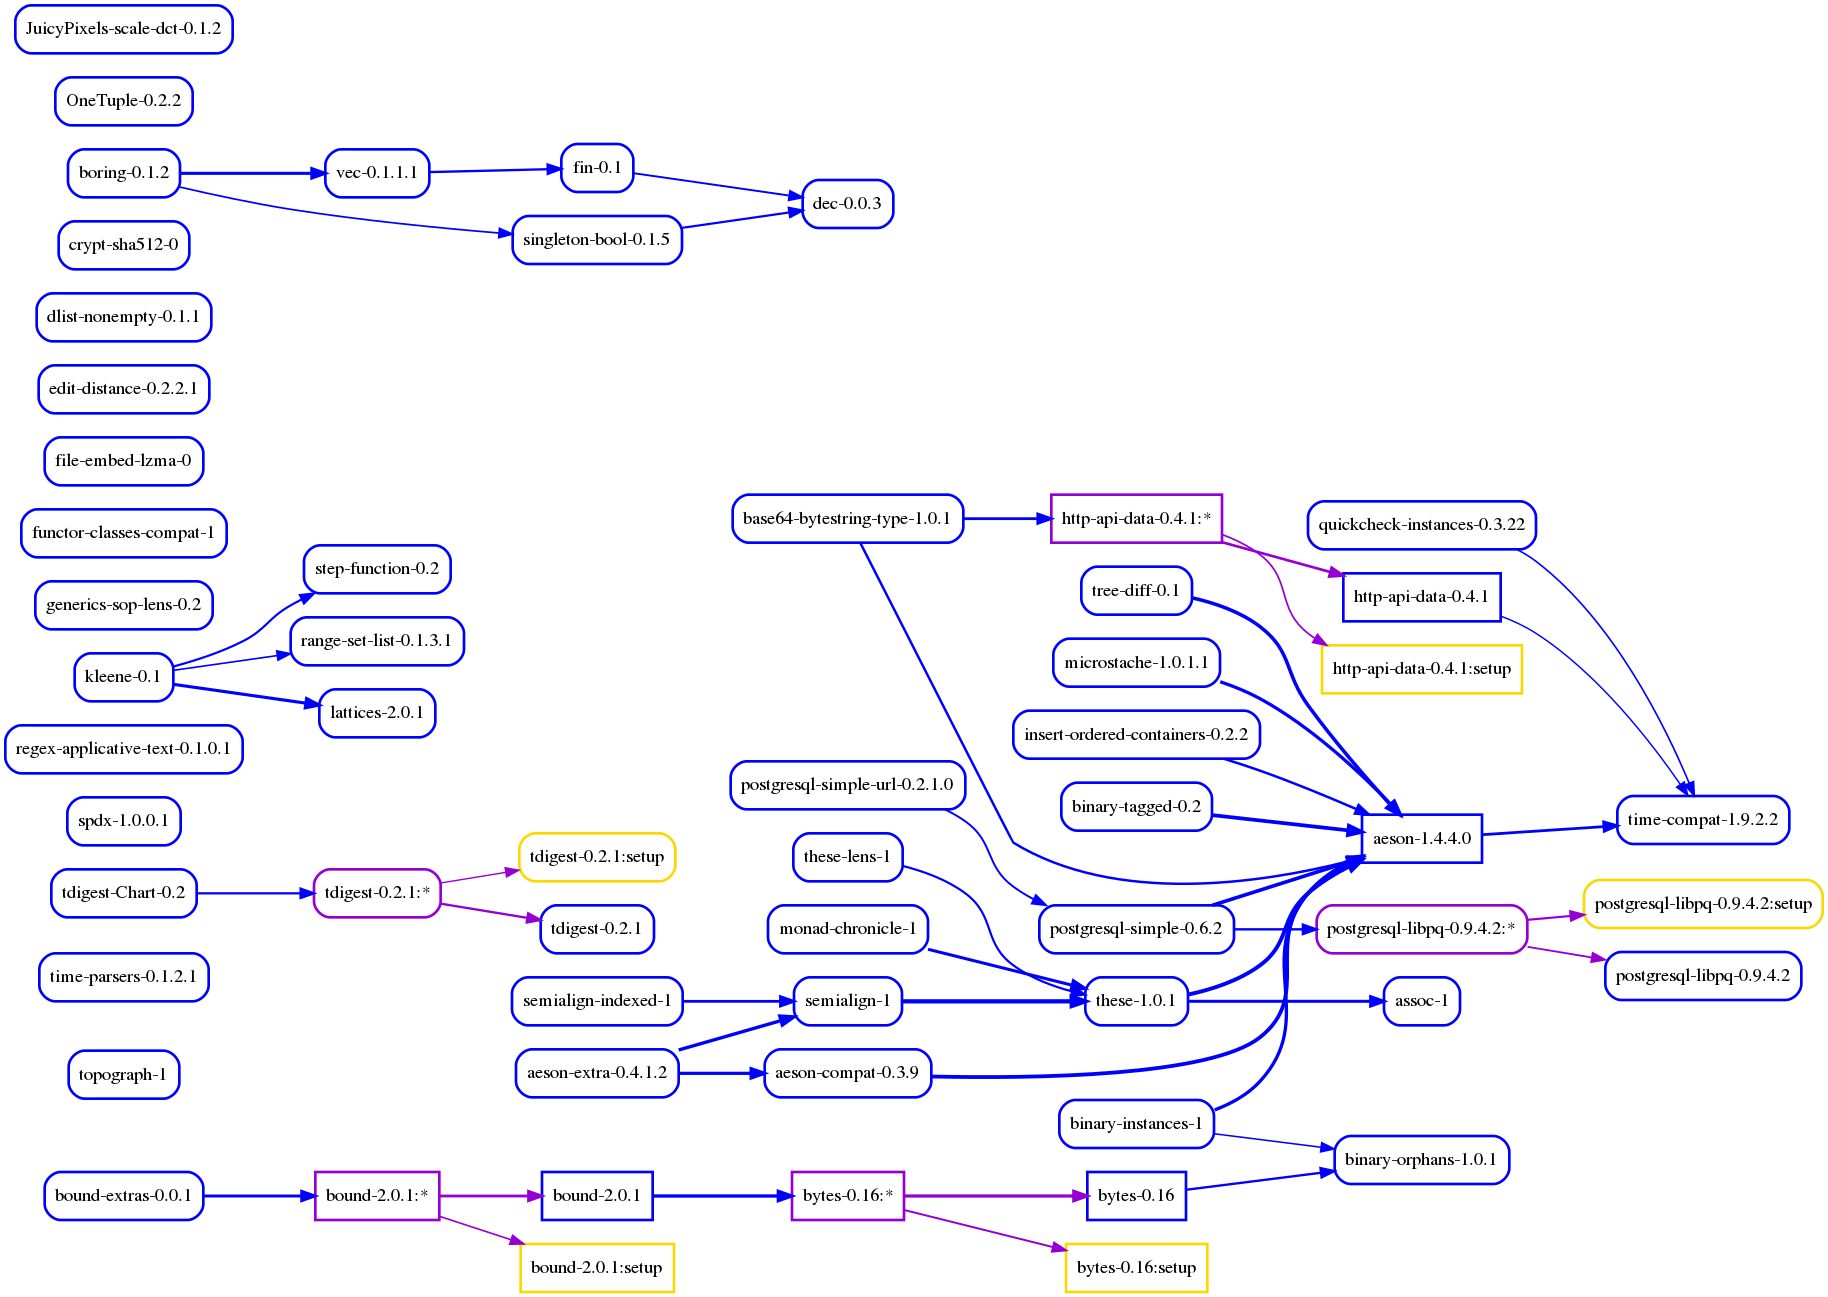 JuicyPixels-scale-dct-0.1.2
OneTuple-0.2.2
boring-0.1.2
vec-0.1.1.1
fin-0.1
dec-0.0.3
singleton-bool-0.1.5
crypt-sha512-0
dlist-nonempty-0.1.1
edit-distance-0.2.2.1
file-embed-lzma-0
functor-classes-compat-1
generics-sop-lens-0.2
kleene-0.1
step-function-0.2
range-set-list-0.1.3.1
lattices-2.0.1
regex-applicative-text-0.1.0.1
spdx-1.0.0.1
tdigest-Chart-0.2
tdigest-0.2.1:*
tdigest-0.2.1:setup
tdigest-0.2.1
time-parsers-0.1.2.1
topograph-1
base64-bytestring-type-1.0.1
http-api-data-0.4.1:*
quickcheck-instances-0.3.22
tree-diff-0.1
http-api-data-0.4.1
microstache-1.0.1.1
http-api-data-0.4.1:setup
insert-ordered-containers-0.2.2
postgresql-simple-url-0.2.1.0
binary-tagged-0.2
aeson-1.4.4.0
time-compat-1.9.2.2
these-lens-1
monad-chronicle-1
postgresql-simple-0.6.2
postgresql-libpq-0.9.4.2:*
postgresql-libpq-0.9.4.2:setup
postgresql-libpq-0.9.4.2
semialign-indexed-1
semialign-1
these-1.0.1
assoc-1
aeson-extra-0.4.1.2
aeson-compat-0.3.9
binary-instances-1
binary-orphans-1.0.1
bound-extras-0.0.1
bound-2.0.1:*
bound-2.0.1
bytes-0.16:*
bytes-0.16
bound-2.0.1:setup
bytes-0.16:setup